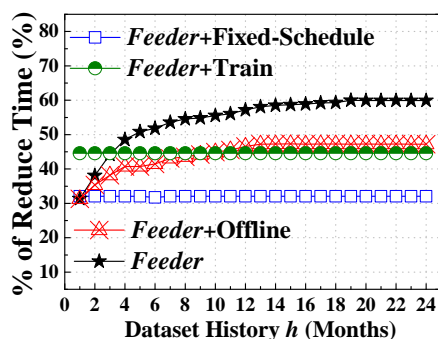 % of Reduce Time (%)
80
70
60
50
40
30
20
10
Feeder+Fixed-Schedule
Feeder+Train
Feeder+Offline
Feeder
0 2 4 6 8 10 12 14 16 18 20 22 24
Dataset History h (Months)